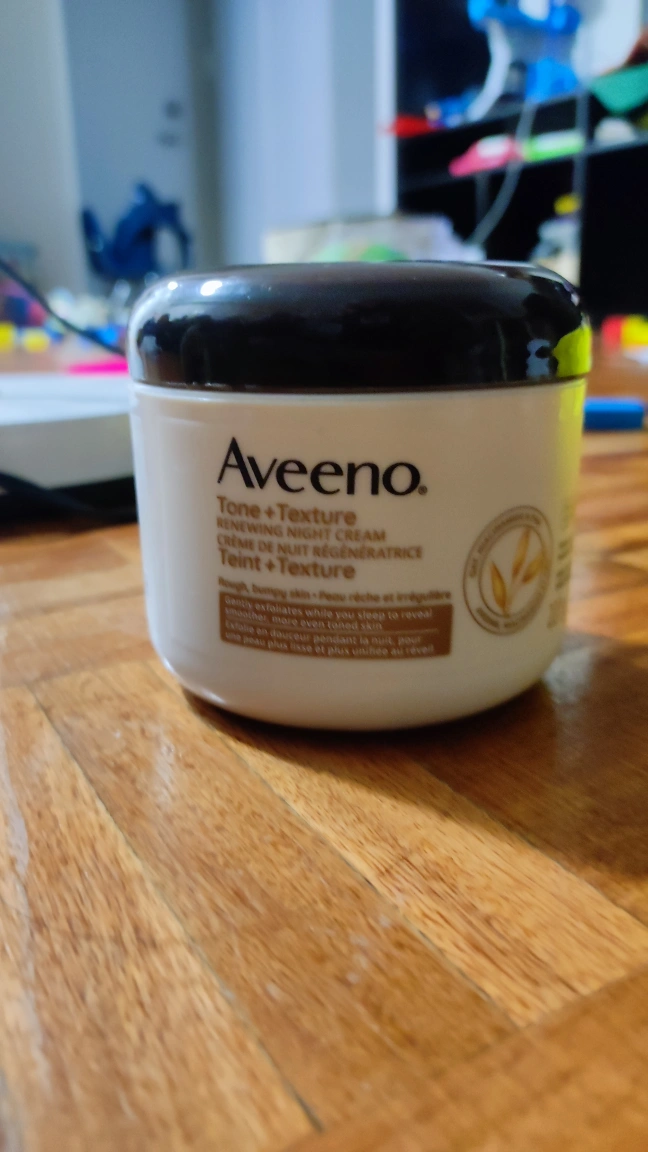 Aveeno®
Tone + Texture
RENEWING NIGHT CREAM
CRÈME DE NUIT RÉGÉNÉRATRICE
Teint + Texture
Rough, bumpy skin • Peau rêche et irrégulière
Gently exfoliates while you sleep to reveal
smoother, more even toned skin
Exfolie en douceur pendant la nuit, pour
une peau plus lisse et plus unifiée au réveil